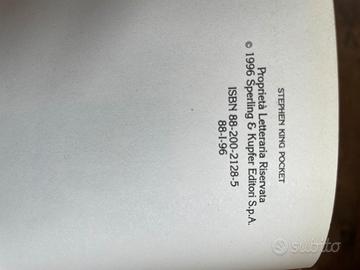 STEPHEN KING POCKET
Proprietà Letteraria Riservata
© 1996 Sperling & Kupfer Editori S.p.A.
ISBN 88-200-2128-5
88-I-96
subito